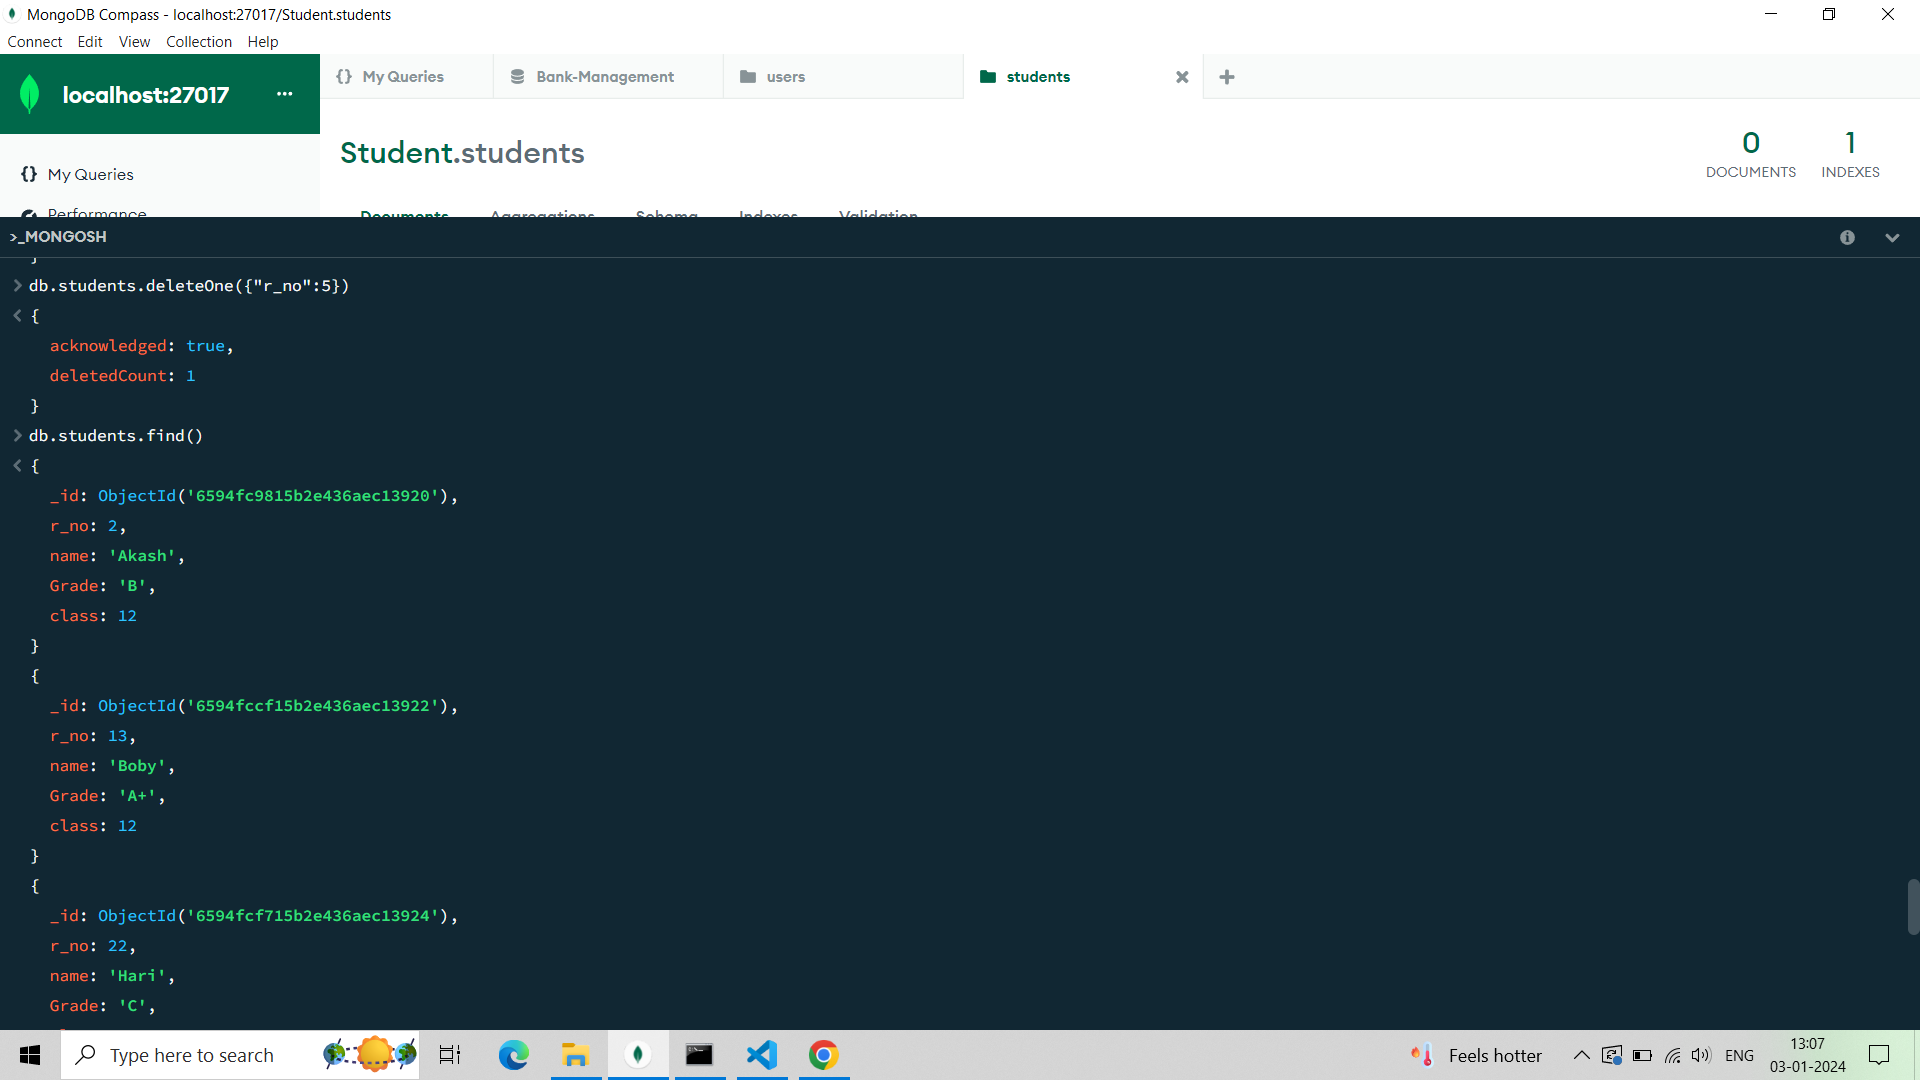 MongoDB Compass - localhost:27017/Student.students
Connect Edit View Collection Help
localhost:27017 ...
{} My Queries
Bank-Management
users
students
Student.students
0
DOCUMENTS
1
INDEXES
{} My Queries
Performance
Documents Aggregations Schema Indexes Validation
>_MONGOSH
}
> db.students.deleteOne({"r_no":5})
< {
acknowledged: true,
deletedCount: 1
}
> db.students.find()
< {
_id: ObjectId('6594fc9815b2e436aec13920'),
r_no: 2,
name: 'Akash',
Grade: 'B',
class: 12
}
{
_id: ObjectId('6594fccf15b2e436aec13922'),
r_no: 13,
name: 'Boby',
Grade: 'A+',
class: 12
}
{
_id: ObjectId('6594fcf715b2e436aec13924'),
r_no: 22,
name: 'Hari',
Grade: 'C',
Type here to search
Feels hotter
ENG
13:07
03-01-2024